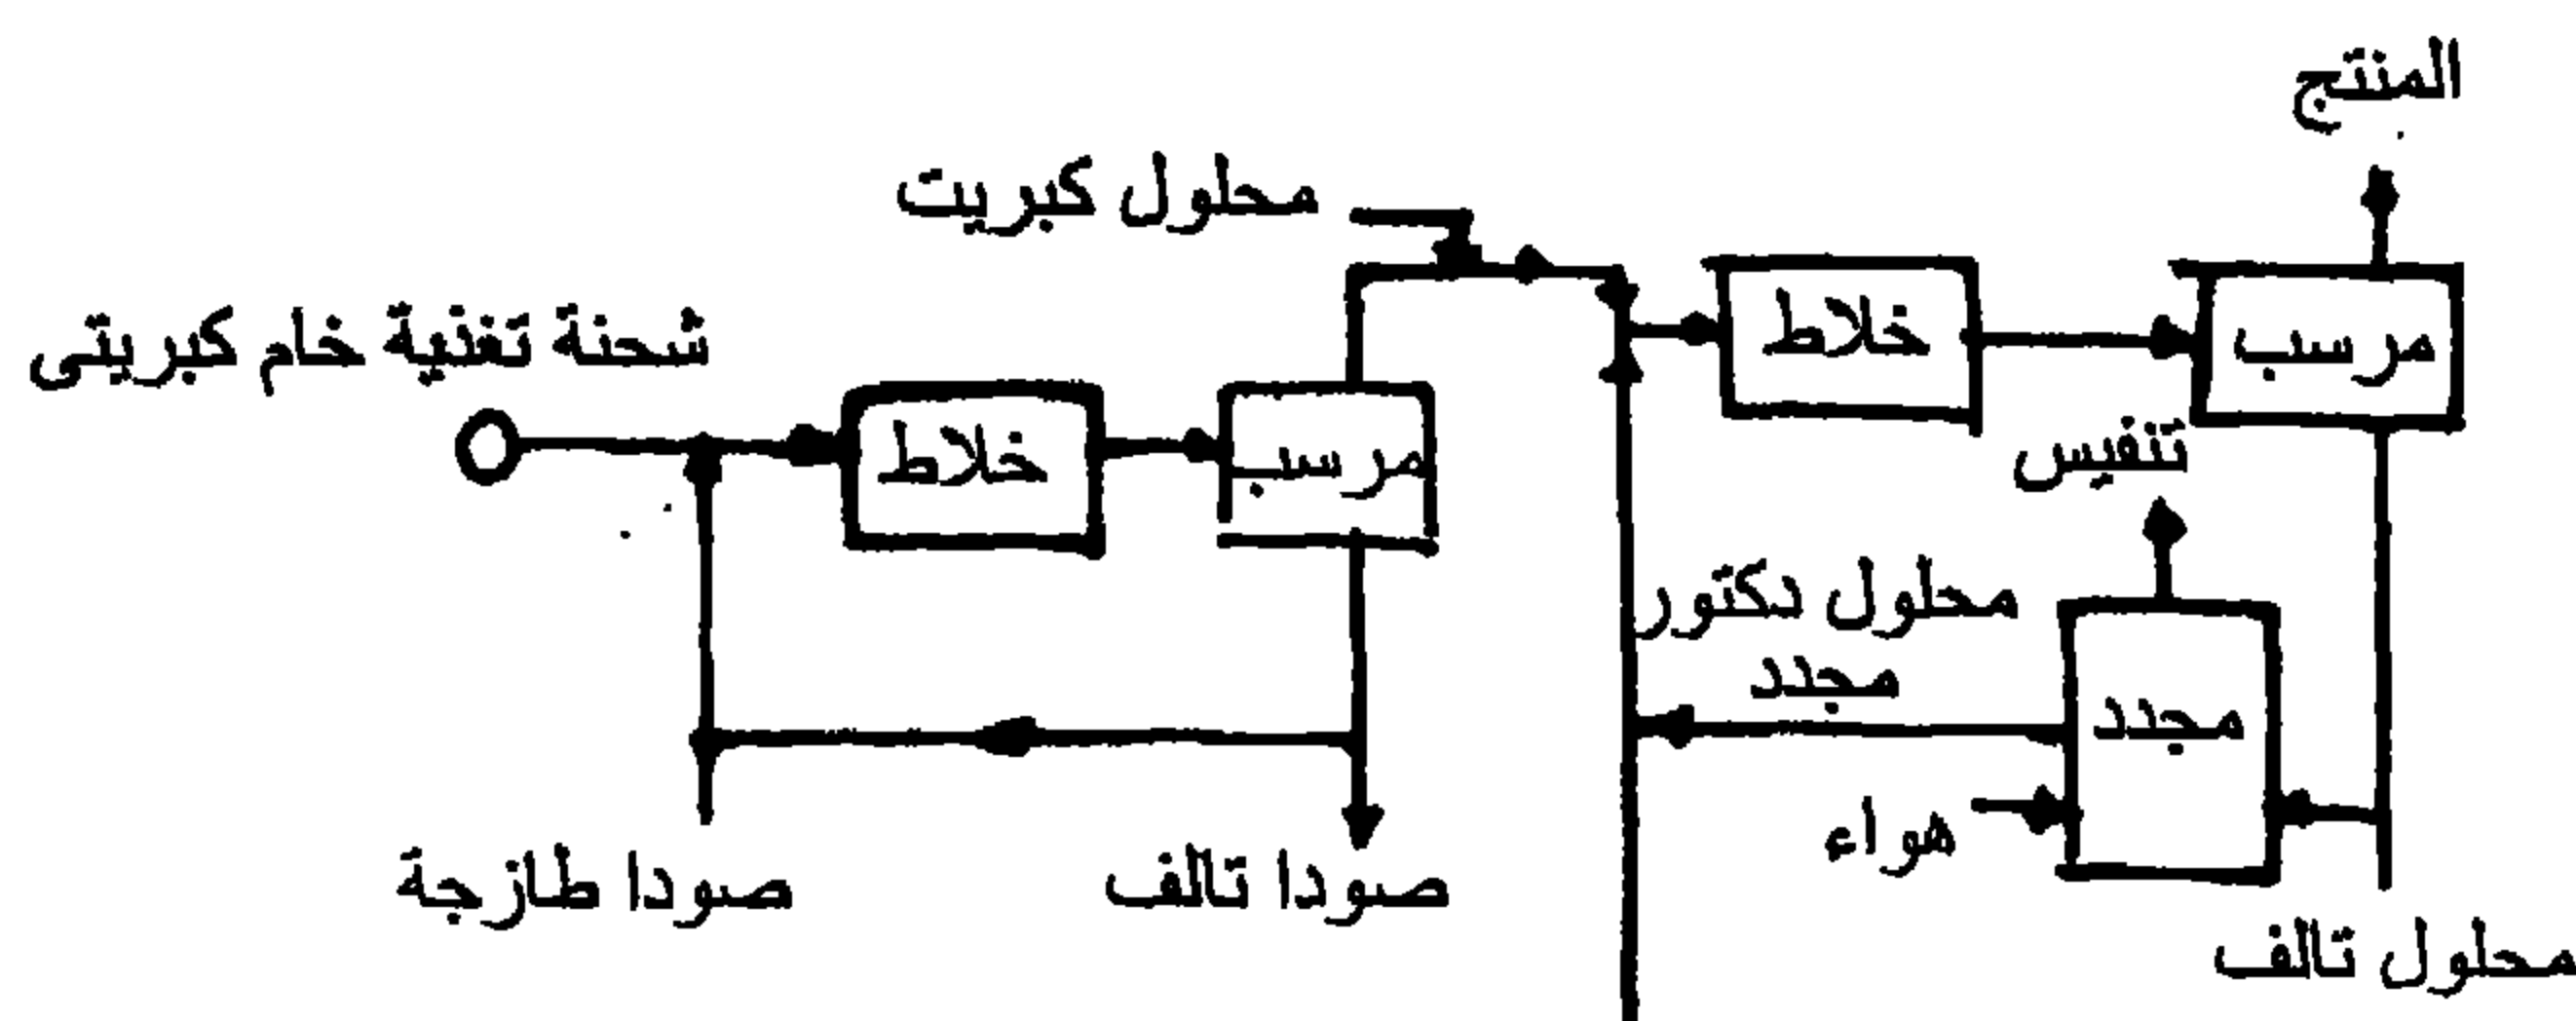 المنتج
محلول كبريت
شحنة تغذية خام كبريتى
خلاط
مرسب
خلاط
مرسب
تنفيس
محلول دكتور
مجدد
مجدد
هواء
صودا طازجة
صودا تالف
محلول تالف